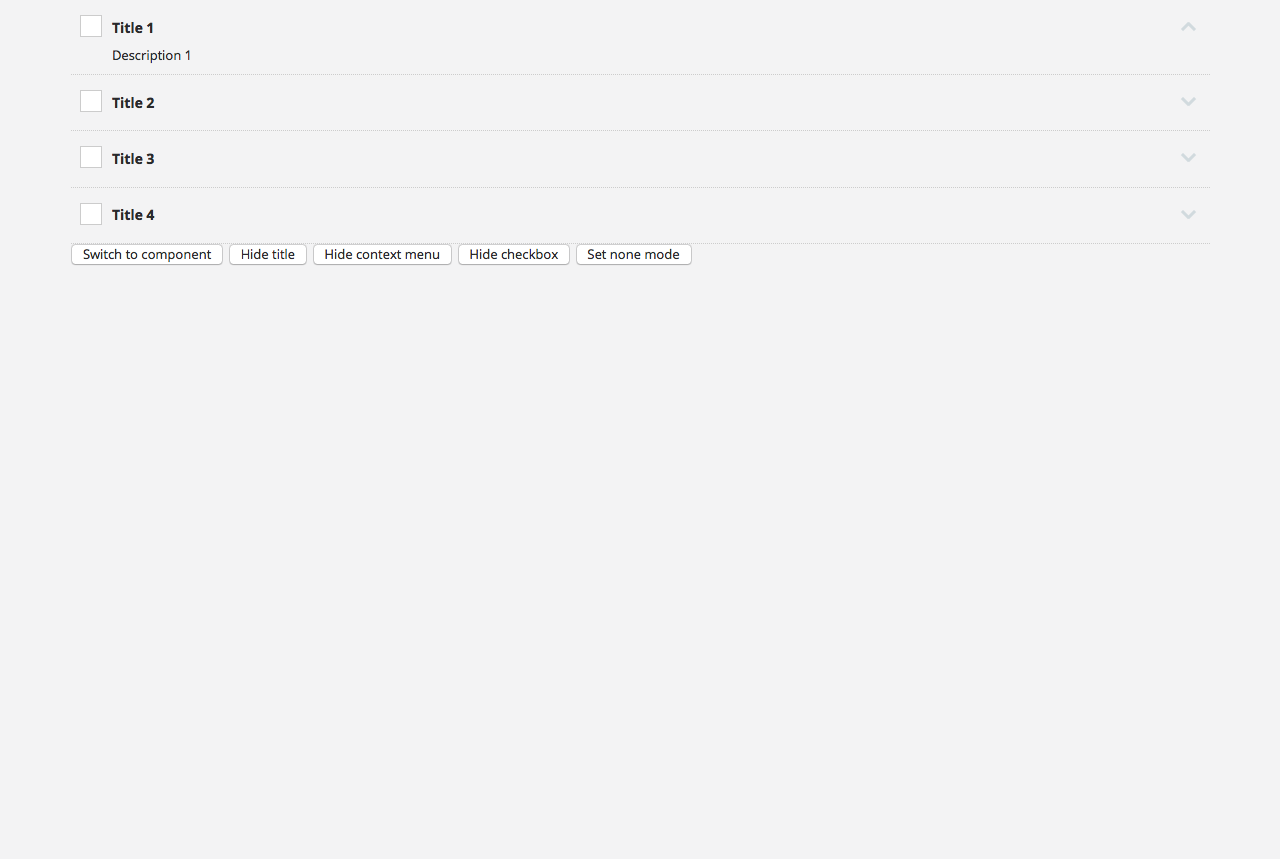 Title 1
Description 1
Title 2
Title 3
Title 4
Switch to component Hide title Hide context menu Hide checkbox Set none mode